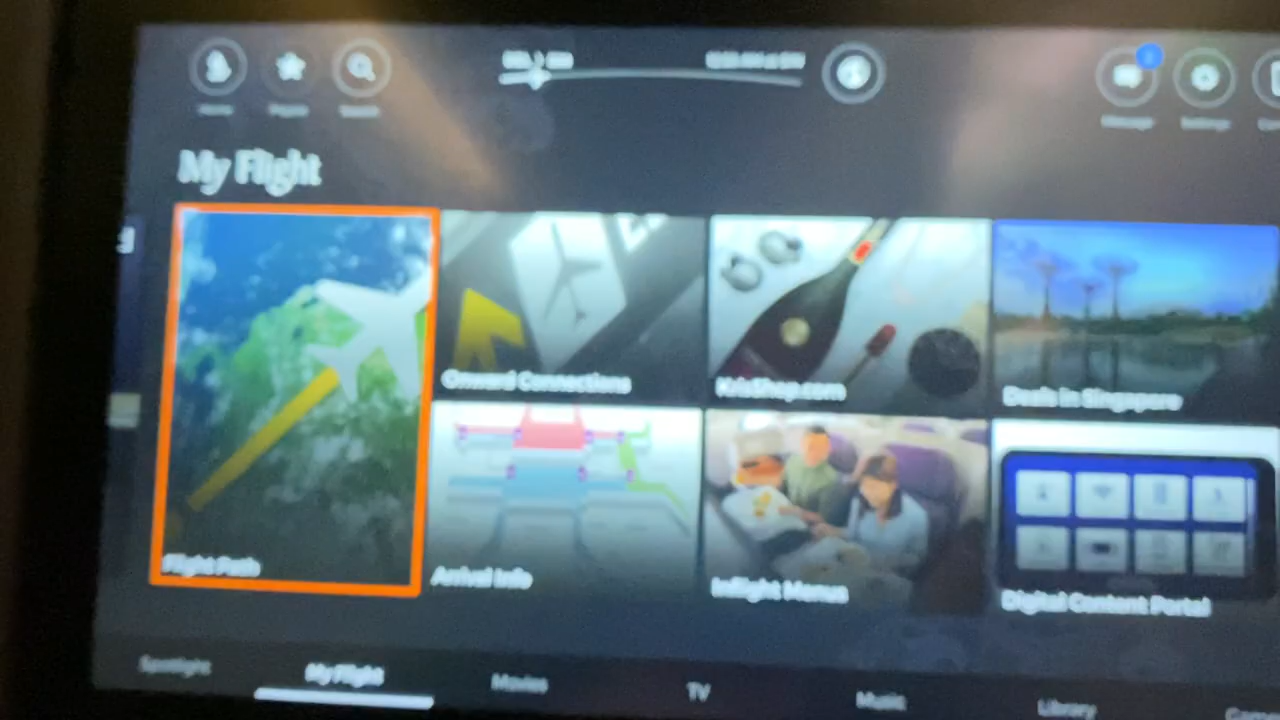 My Flight
Onward Connections
KrisShop.com
Deals in Singapore
Flight Path
Arrival Info
Inflight Menus
Digital Content Portal
Spotlight
My Flight
Movies
TV
Music
Library